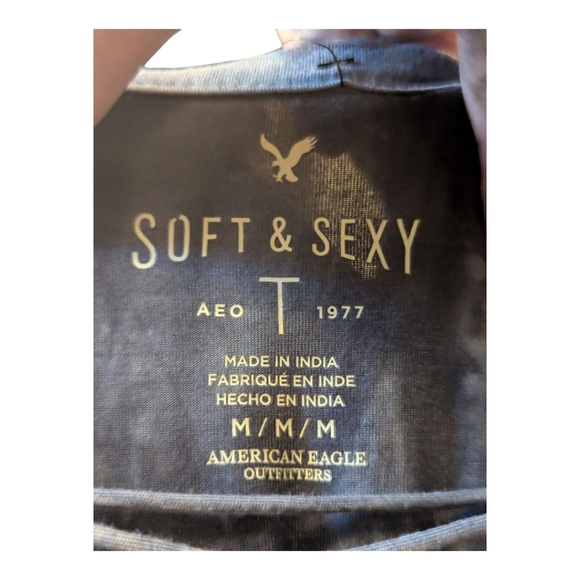 SOFT & SEXY
T
AEO 1977
MADE IN INDIA
FABRIQUÉ EN INDE
HECHO EN INDIA
M/M/M
AMERICAN EAGLE
OUTFITTERS